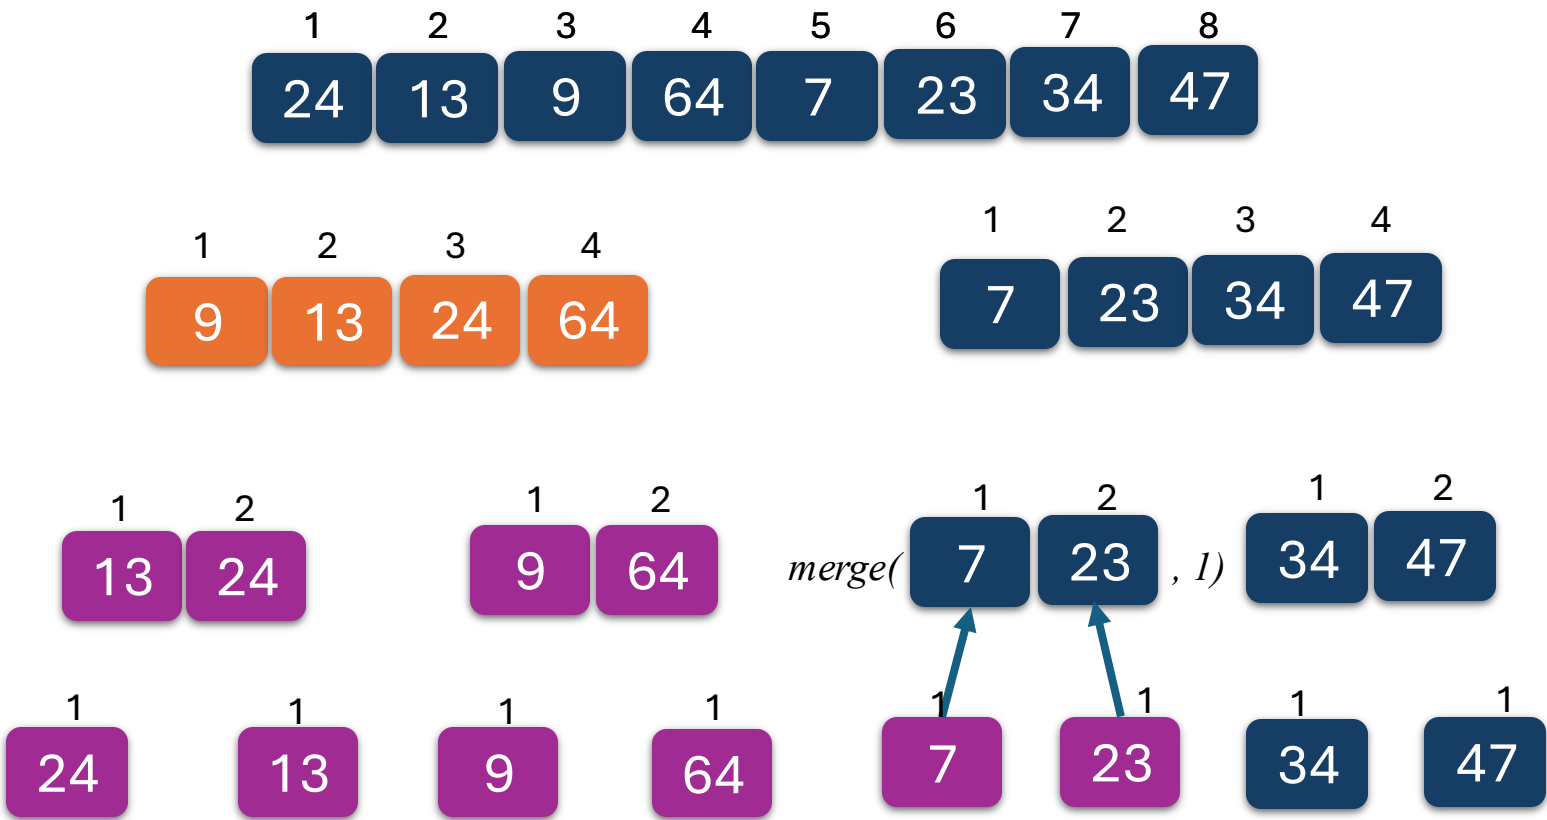 1 2 3 4 5 6 7 8
24 13 9 64 7 23 34 47
1 2 3 4
9 13 24 64
1 2 3 4
7 23 34 47
1 2
13 24
1 2
9 64
1 2
merge( 7 23 , 1)
1 2
34 47
1 1 1 1 1 1 1 1
24 13 9 64 7 23 34 47